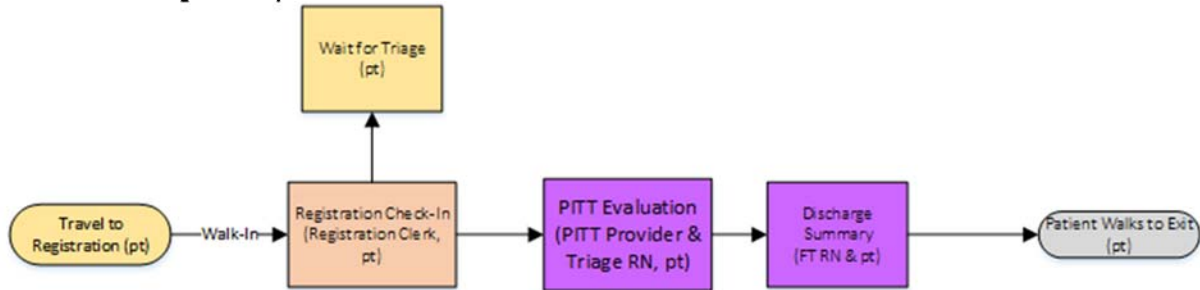 Wait for Triage
(pt)
Travel to
Registration (pt)
Walk-In
Registration Check-In
(Registration Clerk,
pt)
PITT Evaluation
(PITT Provider &
Triage RN, pt)
Discharge
Summary
(FT RN & pt)
Patient Walks to Exit
(pt)